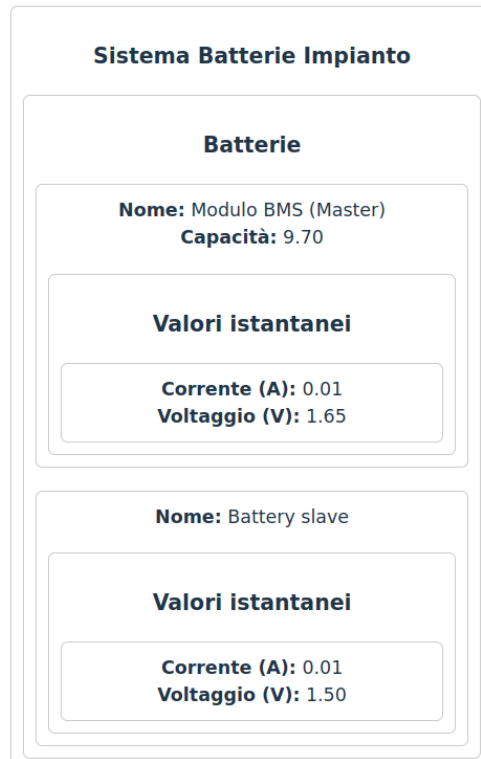 Sistema Batterie Impianto
Batterie
Nome: Modulo BMS (Master)
Capacità: 9.70
Valori istantanei
Corrente (A): 0.01
Voltaggio (V): 1.65
Nome: Battery slave
Valori istantanei
Corrente (A): 0.01
Voltaggio (V): 1.50